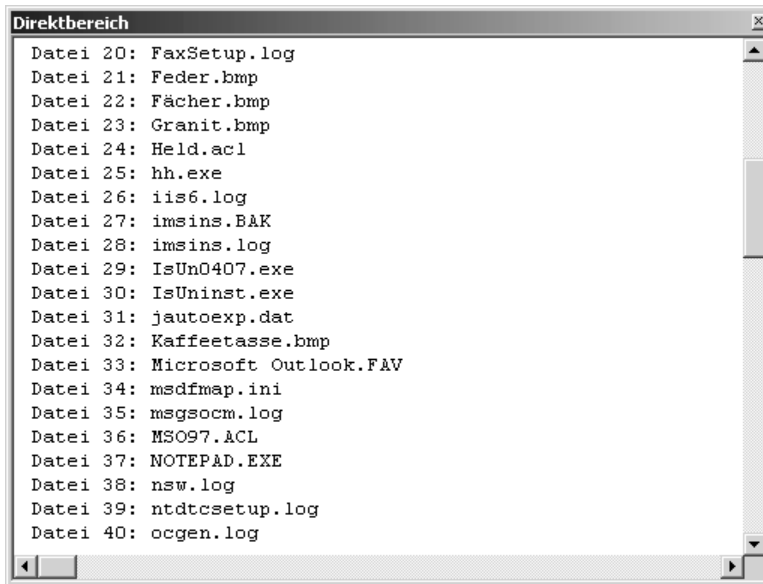 Direktbereich
Datei 20: FaxSetup.log
Datei 21: Feder.bmp
Datei 22: Fächer.bmp
Datei 23: Granit.bmp
Datei 24: Held.acl
Datei 25: hh.exe
Datei 26: iis6.log
Datei 27: imsins.BAK
Datei 28: imsins.log
Datei 29: IsUn0407.exe
Datei 30: IsUninst.exe
Datei 31: jautoexp.dat
Datei 32: Kaffeetasse.bmp
Datei 33: Microsoft Outlook.FAV
Datei 34: msdfmap.ini
Datei 35: msgsocm.log
Datei 36: MSO97.ACL
Datei 37: NOTEPAD.EXE
Datei 38: nsw.log
Datei 39: ntdtcsetup.log
Datei 40: ocgen.log